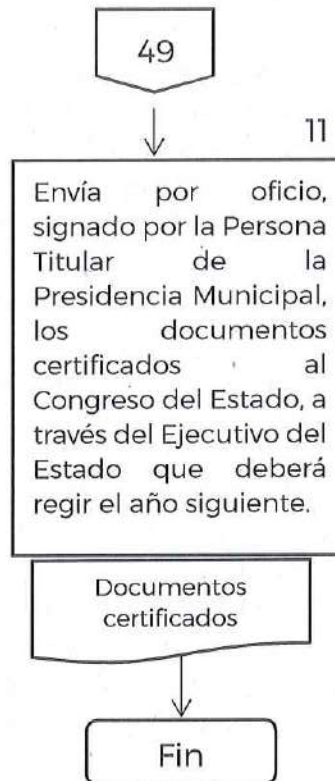 49
11
Envía por oficio,
signado por la Persona
Titular de la
Presidencia Municipal,
los documentos
certificados al
Congreso del Estado, a
través del Ejecutivo del
Estado que deberá
regir el año siguiente.
Documentos
certificados
Fin